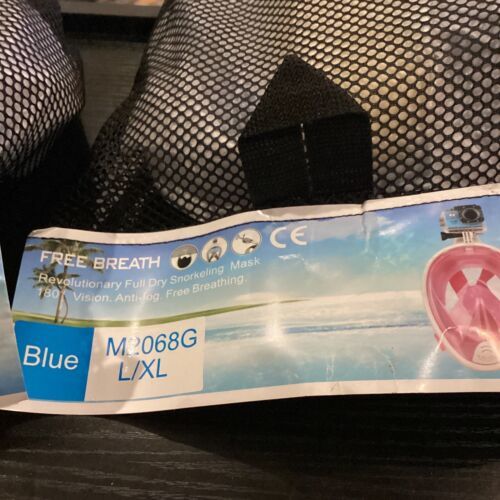 FREE BREATH
CE
Revolutionary Full Dry Snorkeling Mask
180° Vision. Anti-fog. Free Breathing.
Blue
M2068G
L/XL